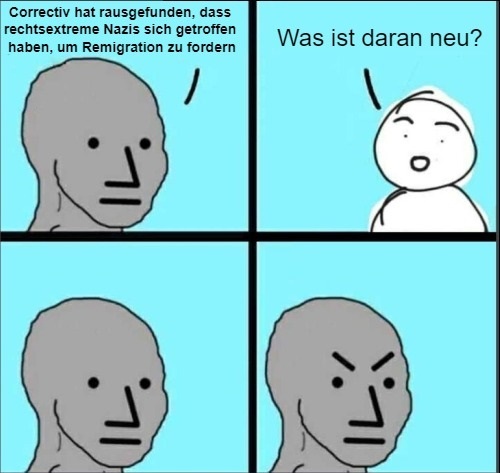 Correctiv hat rausgefunden, dass
rechtsextreme Nazis sich getroffen
haben, um Remigration zu fordern
Was ist daran neu?